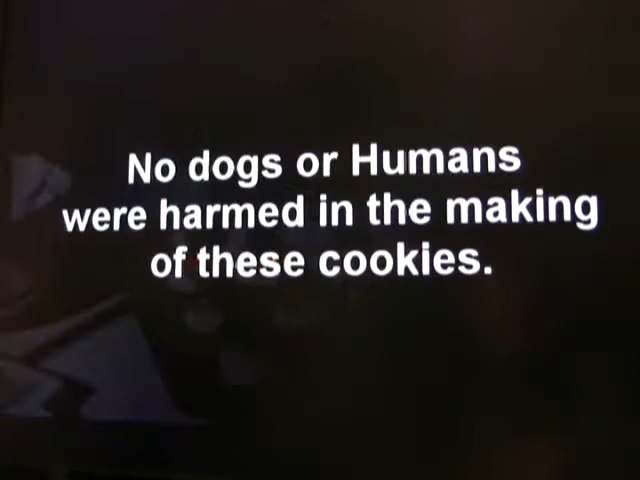 No dogs or Humans
were harmed in the making
of these cookies.